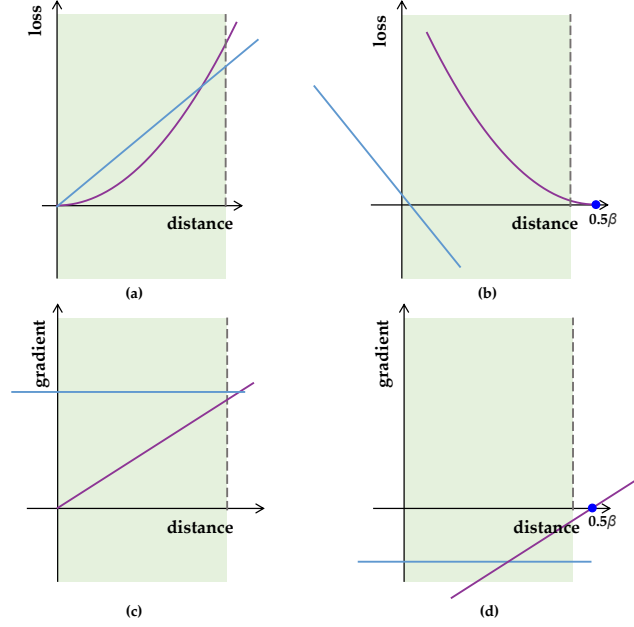 loss
distance
(a)
loss
distance
0.5β
(b)
gradient
distance
(c)
gradient
distance
0.5β
(d)